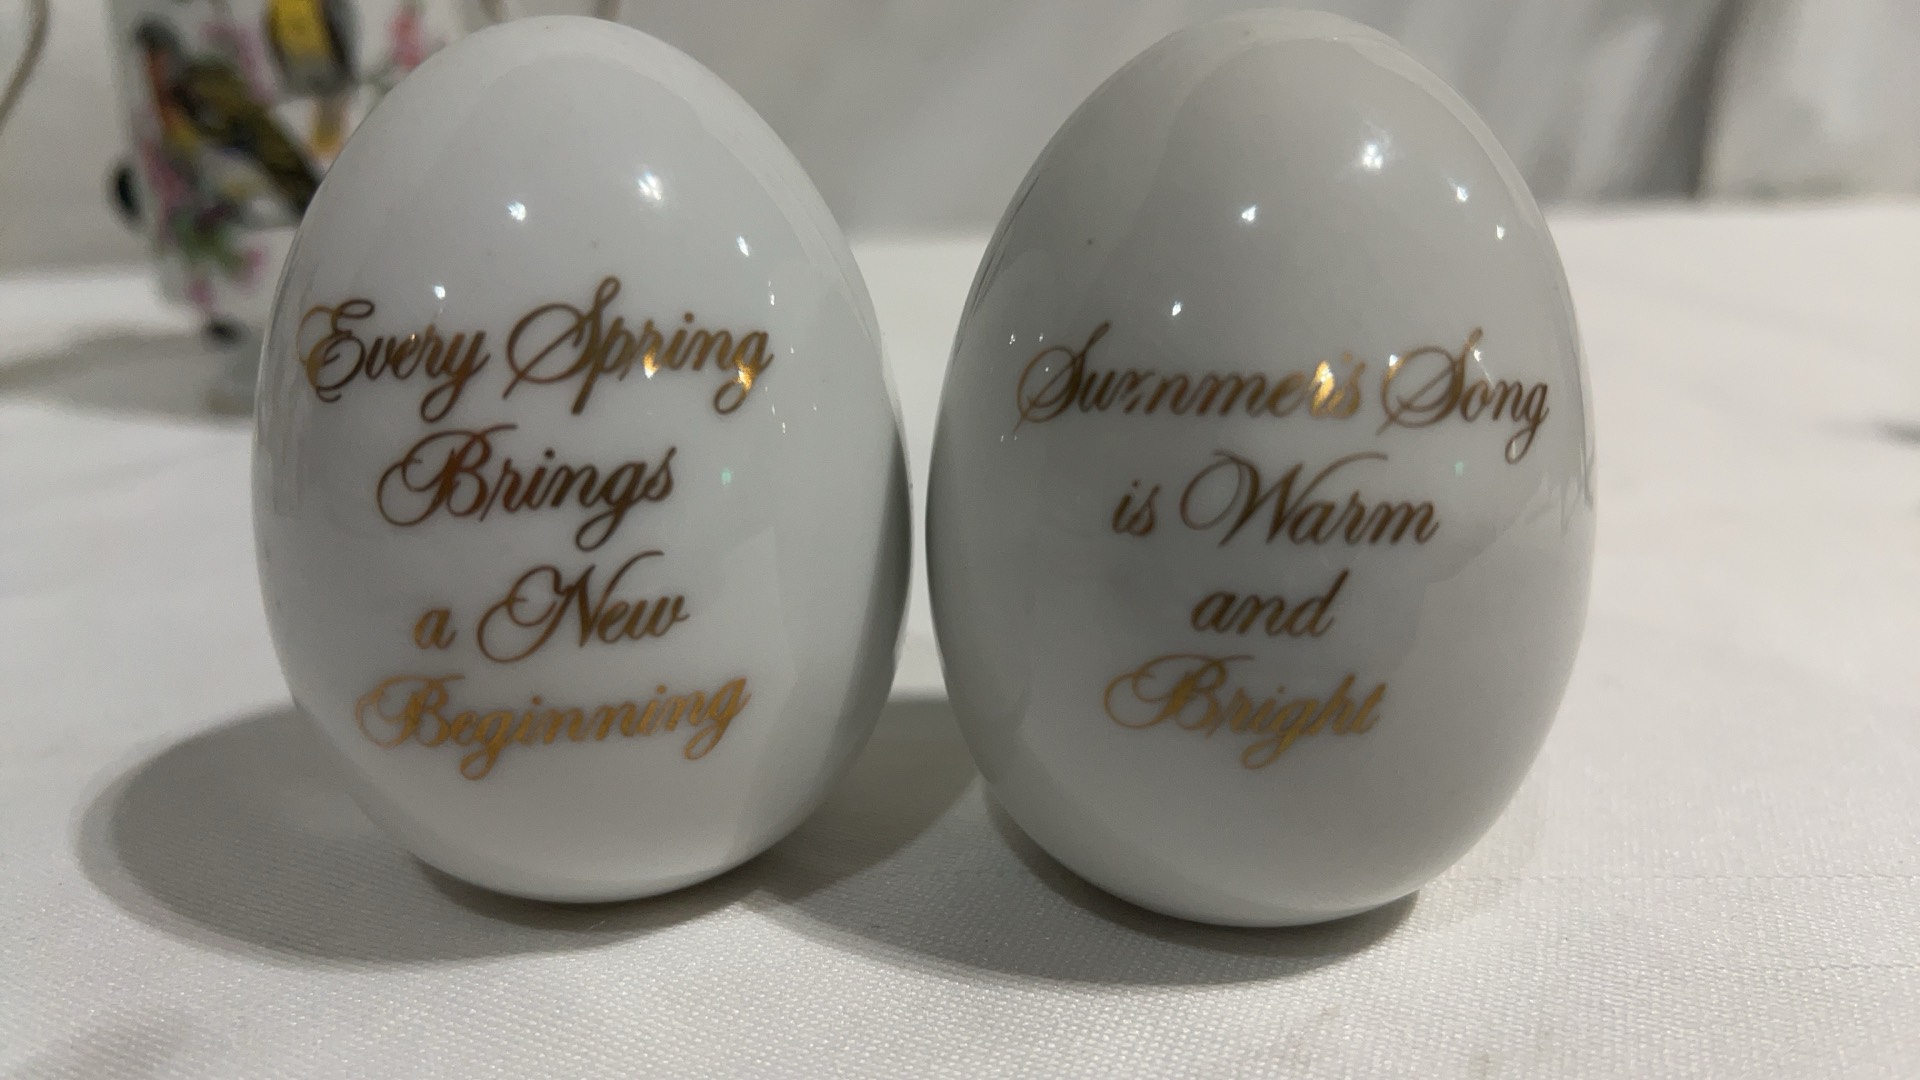 Every Spring
Brings
a New
Beginning
Summer's Song
is Warm
and
Bright